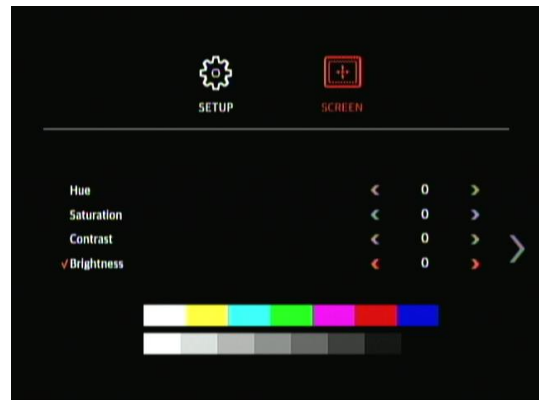 SETUP SCREEN
Hue 0
Saturation 0
Contrast 0
√ Brightness 0